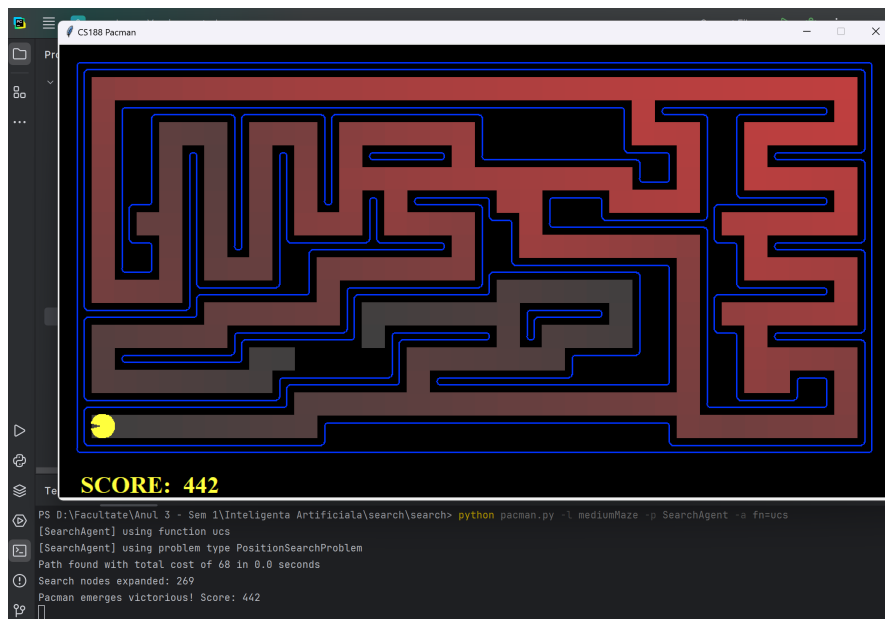 CS188 Pacman
Pro
SCORE: 442
Te
PS D:\Facultate\Anul 3 - Sem 1\Inteligenta Artificiala\search\search> python pacman.py -l mediumMaze -p SearchAgent -a fn=ucs
[SearchAgent] using function ucs
[SearchAgent] using problem type PositionSearchProblem
Path found with total cost of 68 in 0.0 seconds
Search nodes expanded: 269
Pacman emerges victorious! Score: 442